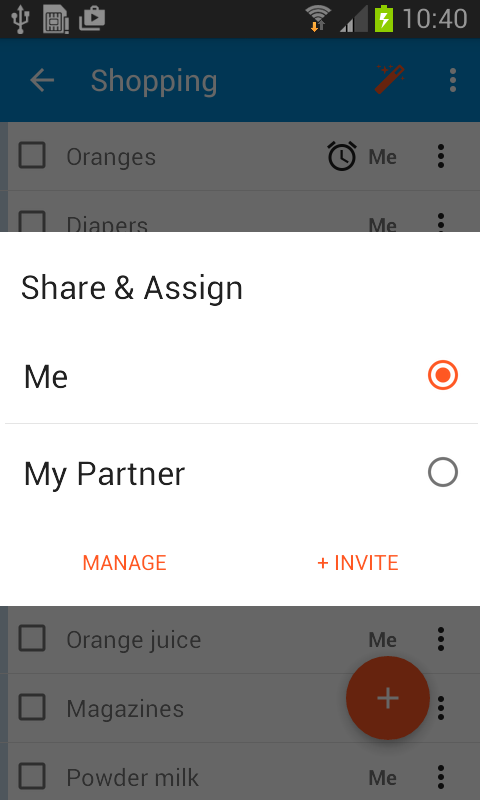 10:40
Shopping
Oranges Me
Diapers Me
Share & Assign
Me
My Partner
MANAGE + INVITE
Orange juice Me
Magazines
Powder milk Me